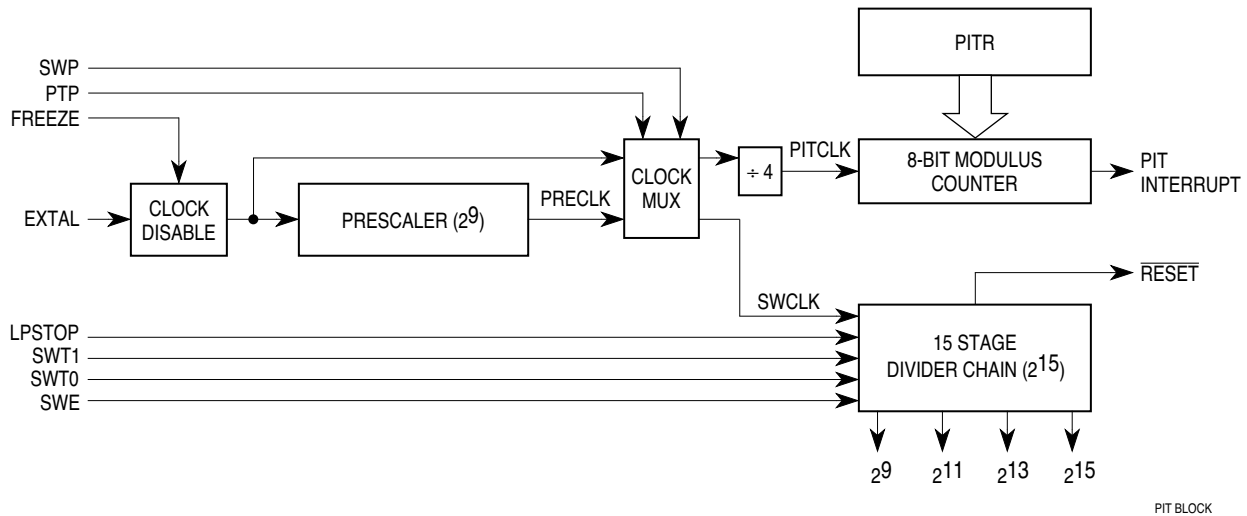 PITR
SWP
PTP
FREEZE
CLOCK
MUX
÷ 4
PITCLK
8-BIT MODULUS
COUNTER
PIT
INTERRUPT
EXTAL
CLOCK
DISABLE
PRESCALER (2⁹)
PRECLK
RESET
SWCLK
LPSTOP
SWT1
SWT0
SWE
15 STAGE
DIVIDER CHAIN (2¹⁵)
2⁹ 2¹¹ 2¹³ 2¹⁵
PIT BLOCK